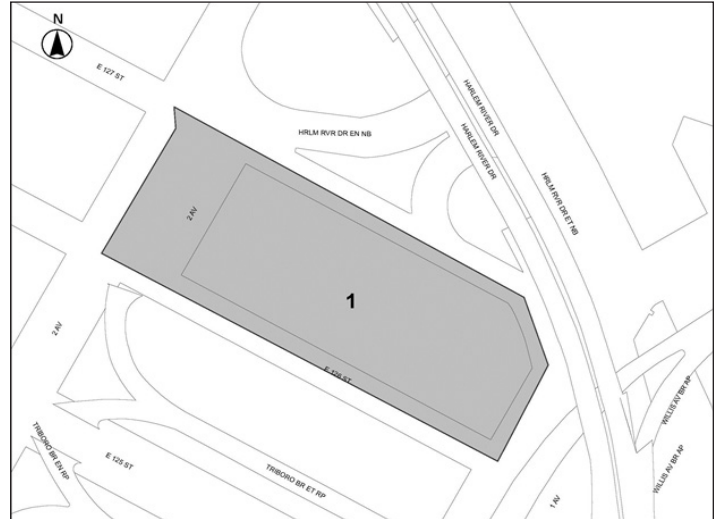 N
E 127 ST
HRLM RVR DR EN NB
HARLEM RIVER DR
HARLEM RIVER DR
HRLM RVR DR ET NB
2 AV
1
2 AV
E 126 ST
WILLIS AV BR AP
TRIBORO BR EN RP
E 125 ST
TRIBORO BR ET RP
1 AV
WILLIS AV BR AP